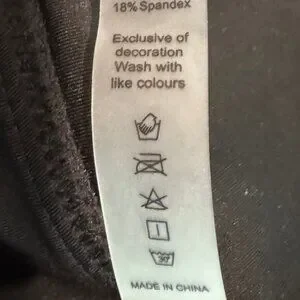 18% Spandex
Exclusive of
decoration
Wash with
like colours
30°
MADE IN CHINA